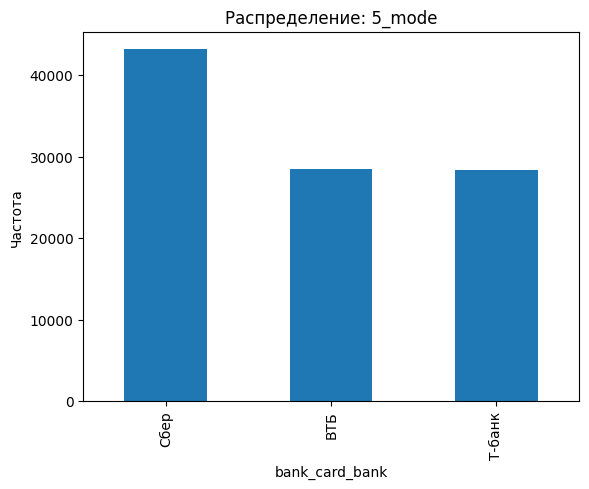 Распределение: 5_mode
Частота
40000
30000
20000
10000
0
Сбер
ВТБ
Т-банк
bank_card_bank